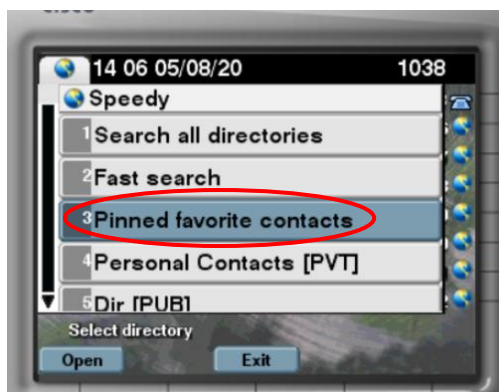 cisco
14 06 05/08/20 1038
Speedy
1 Search all directories
2 Fast search
3 Pinned favorite contacts
4 Personal Contacts [PVT]
5 Dir [PUB]
Select directory
Open Exit